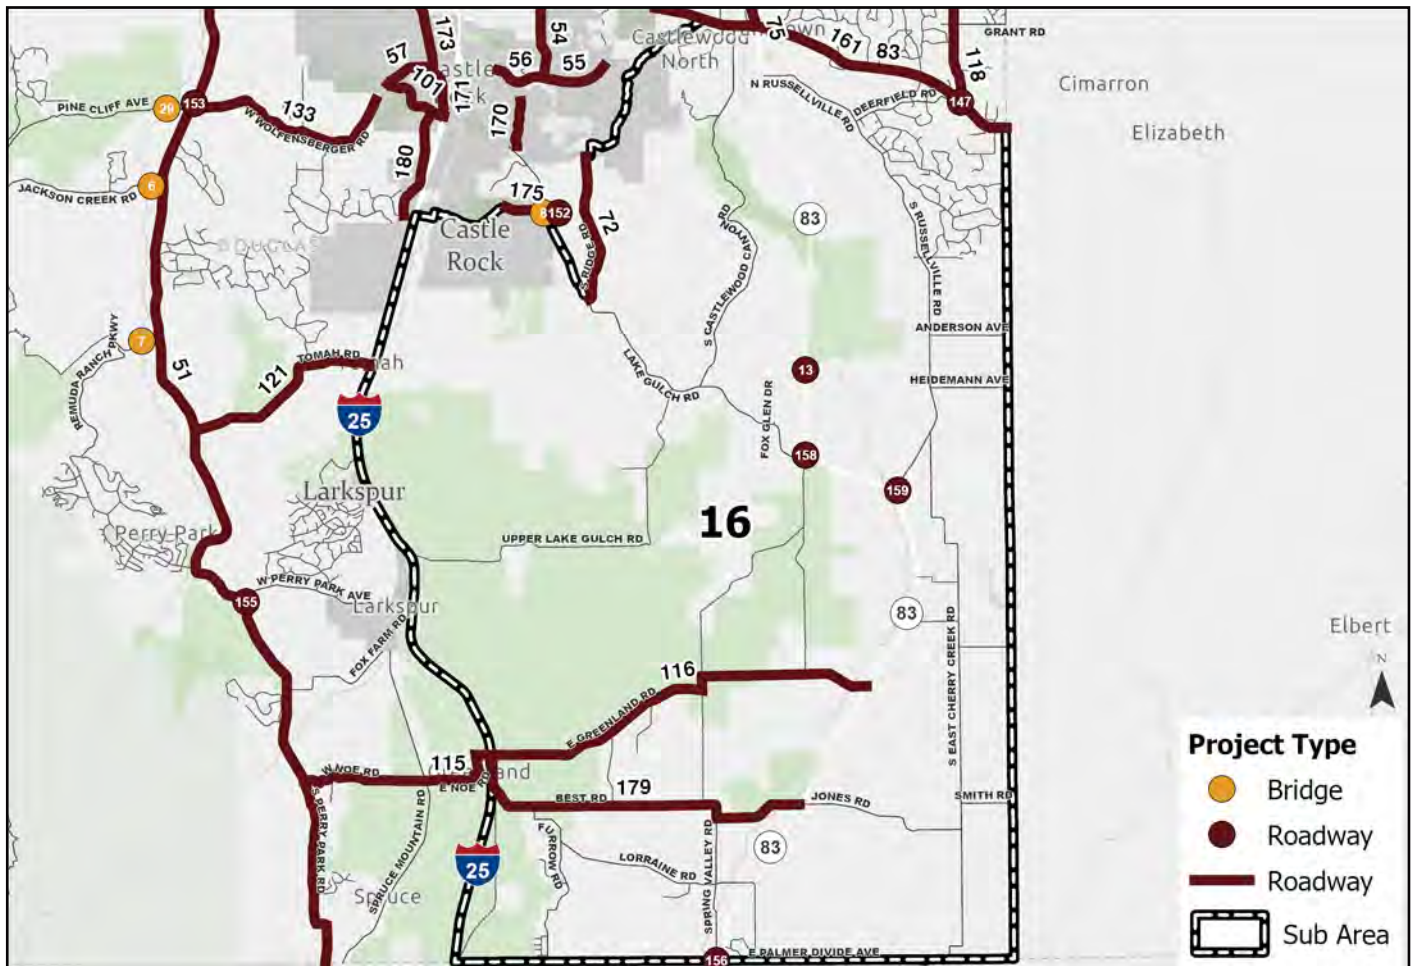 173
54
75
161
83
118
GRANT RD
57
56
55
Castlewood
North
101
171
Cimarron
PINE CLIFF AVE
29
153
133
W WOLFENSBERGER RD
170
N RUSSELLVILLE RD
DEERFIELD RD
147
Elizabeth
180
JACKSON CREEK RD
6
175
8
152
72
S RIDGE RD
83
Castle
Rock
DOUGLAS
S CASTLEWOOD CANYON RD
S RUSSELLVILLE RD
7
REMUDA RANCH PKWY
51
121
TOMAH RD
ANDERSON AVE
LAKE GULCH RD
13
HEIDEMANN AVE
25
FOX GLEN DR
158
159
Larkspur
16
Perry Park
UPPER LAKE GULCH RD
W PERRY PARK AVE
155
Larkspur
83
FOX FARM RD
Elbert
N
S EAST CHERRY CREEK RD
116
E GREENLAND RD
115
W NOE RD
E NOE RD
179
BEST RD
JONES RD
SMITH RD
S PERRY PARK RD
SPRUCE MOUNTAIN RD
FURROW RD
83
25
LORRAINE RD
SPRING VALLEY RD
Spruce
156
E PALMER DIVIDE AVE
Project Type
Bridge
Roadway
Roadway
Sub Area